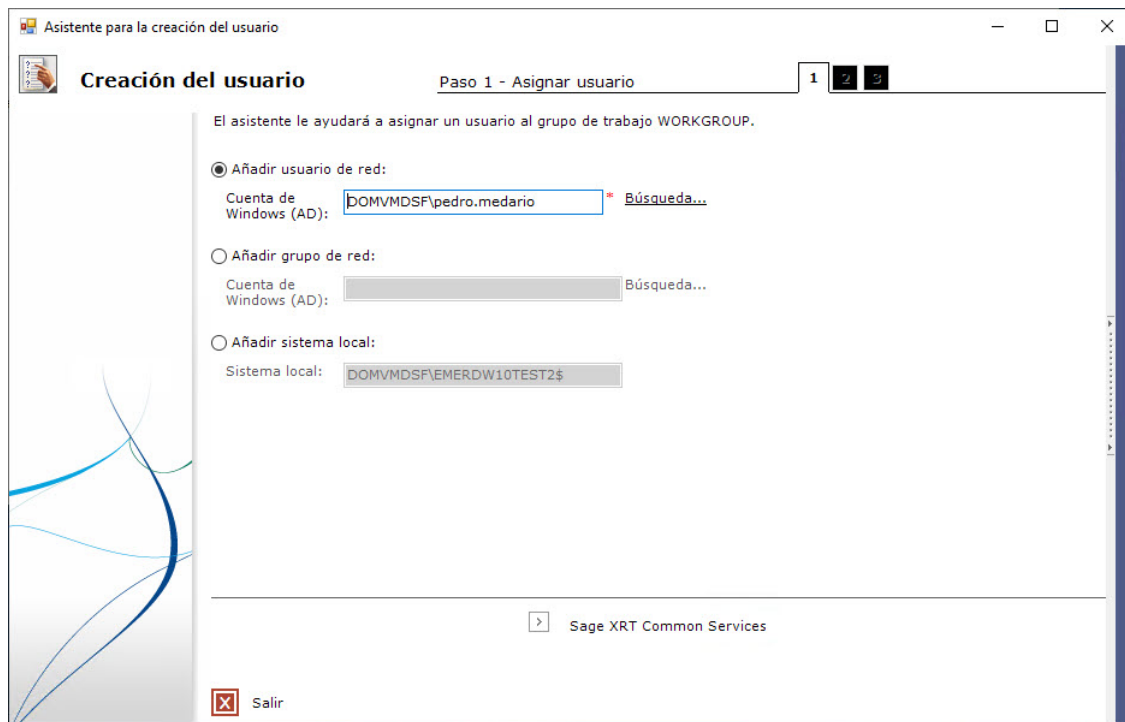 Asistente para la creación del usuario
Creación del usuario
Paso 1 - Asignar usuario
1 2 3
El asistente le ayudará a asignar un usuario al grupo de trabajo WORKGROUP.
Añadir usuario de red:
Cuenta de
Windows (AD):
DOMVMDSF\pedro.medario
* Búsqueda...
Añadir grupo de red:
Cuenta de
Windows (AD):
Búsqueda...
Añadir sistema local:
Sistema local:
DOMVMDSF\EMERDW10TEST2$
Sage XRT Common Services
Salir